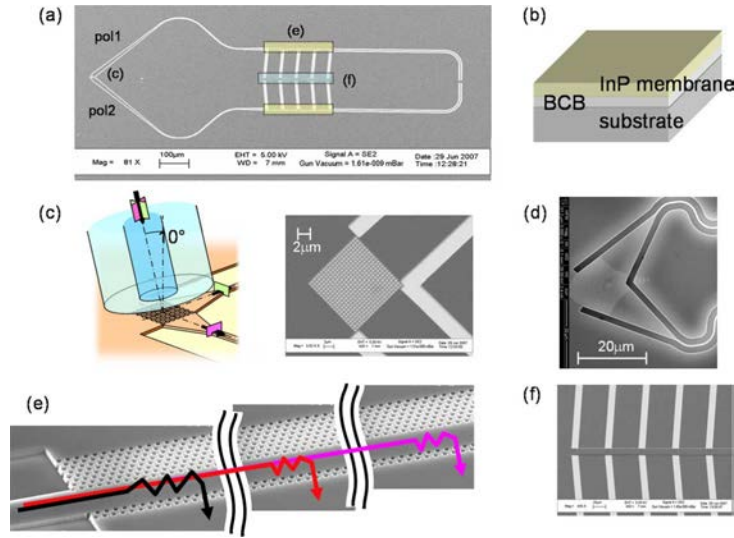 (a)
pol1
(c)
pol2
(e)
(f)
Mag = 81 X
100µm
EHT = 5.00 kV
WD = 7 mm
Signal A = SE2
Gun Vacuum = 1.61e-009 mBar
Date :29 Jun 2007
Time :12:28:21
(b)
InP membrane
BCB
substrate
(c)
10°
2µm
(d)
20µm
(e)
(f)